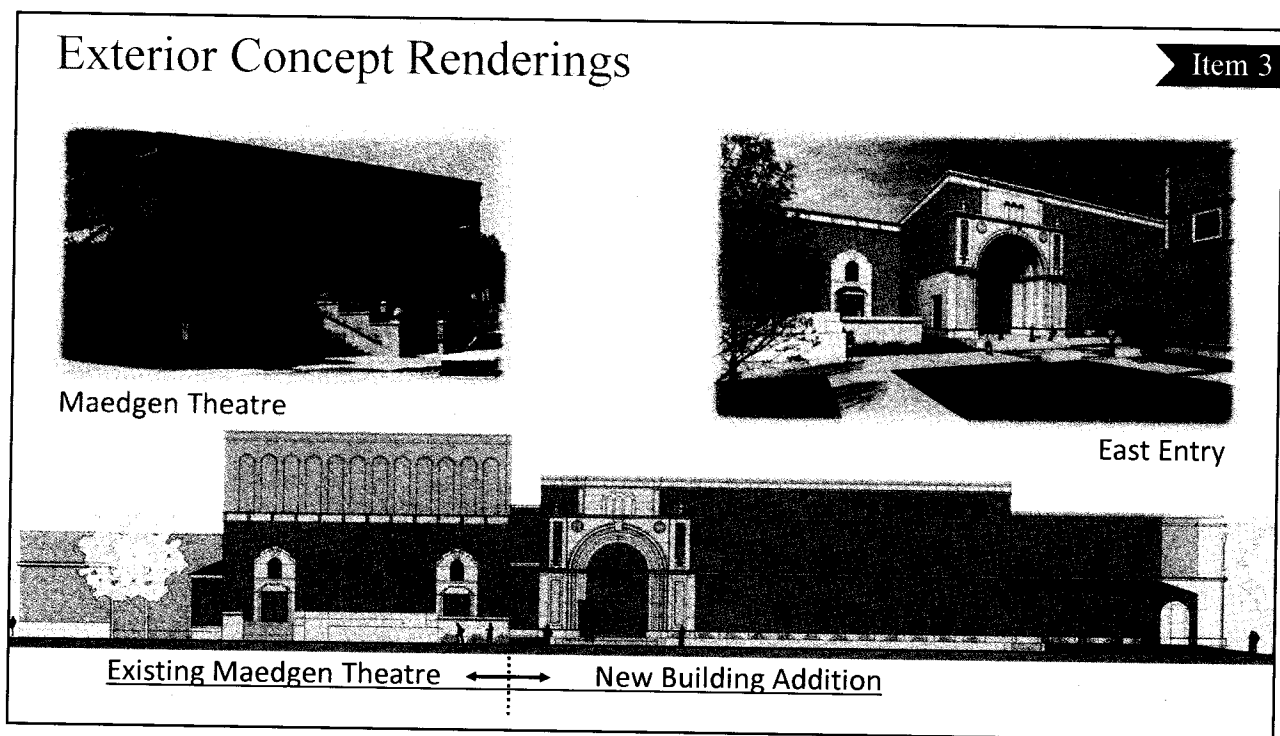 Exterior Concept Renderings
Item 3
Maedgen Theatre
East Entry
Existing Maedgen Theatre
New Building Addition